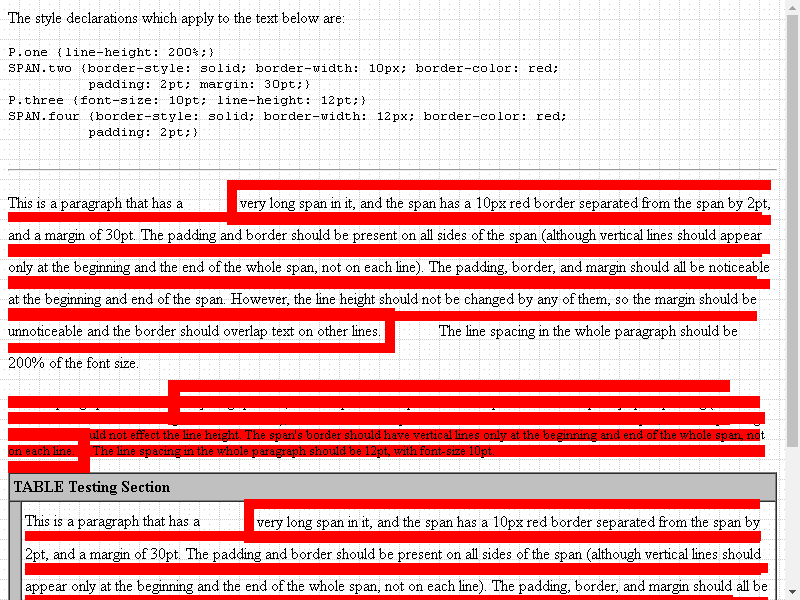 The style declarations which apply to the text below are:
P.one {line-height: 200%;}
SPAN.two {border-style: solid; border-width: 10px; border-color: red;
padding: 2pt; margin: 30pt;}
P.three {font-size: 10pt; line-height: 12pt;}
SPAN.four {border-style: solid; border-width: 12px; border-color: red;
padding: 2pt;}
This is a paragraph that has a very long span in it, and the span has a 10px red border separated from the span by 2pt,
and a margin of 30pt. The padding and border should be present on all sides of the span (although vertical lines should appear
only at the beginning and the end of the whole span, not on each line). The padding, border, and margin should all be noticeable
at the beginning and end of the span. However, the line height should not be changed by any of them, so the margin should be
unnoticeable and the border should overlap text on other lines. The line spacing in the whole paragraph should be
200% of the font size.
not effect the line height. The span's border should have vertical lines only at the beginning and end of the whole span, not
on each line. The line spacing in the whole paragraph should be 12pt, with font-size 10pt.
TABLE Testing Section
This is a paragraph that has a very long span in it, and the span has a 10px red border separated from the span by
2pt, and a margin of 30pt. The padding and border should be present on all sides of the span (although vertical lines should
appear only at the beginning and the end of the whole span, not on each line). The padding, border, and margin should all be